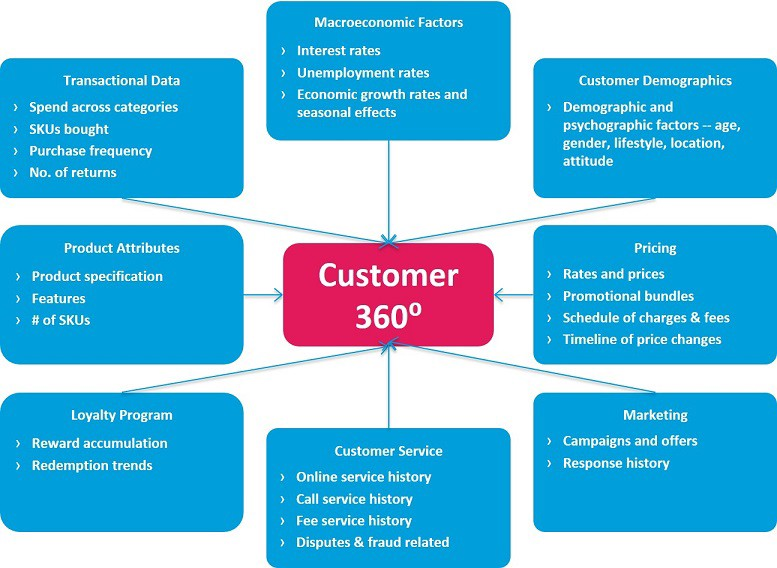 Macroeconomic Factors
› Interest rates
› Unemployment rates
› Economic growth rates and
seasonal effects
Transactional Data
› Spend across categories
› SKUs bought
› Purchase frequency
› No. of returns
Customer Demographics
› Demographic and
psychographic factors -- age,
gender, lifestyle, location,
attitude
Product Attributes
› Product specification
› Features
› # of SKUs
Customer
360⁰
Pricing
› Rates and prices
› Promotional bundles
› Schedule of charges & fees
› Timeline of price changes
Loyalty Program
› Reward accumulation
› Redemption trends
Customer Service
› Online service history
› Call service history
› Fee service history
› Disputes & fraud related
Marketing
› Campaigns and offers
› Response history